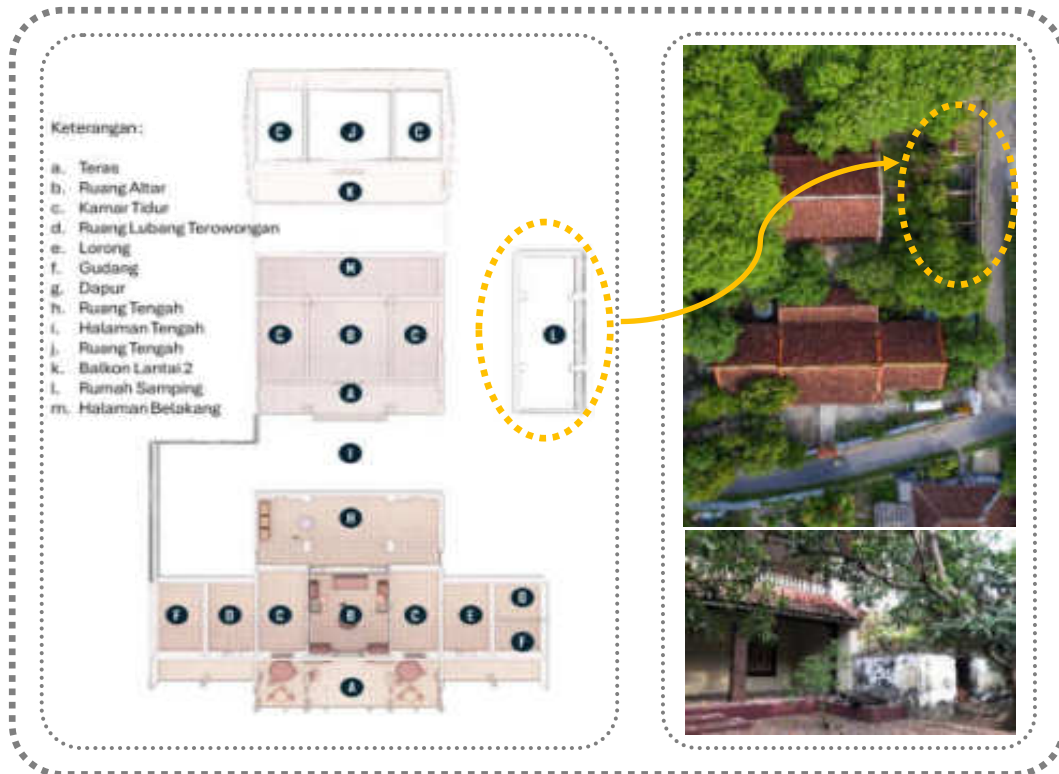 Keterangan :
a. Teras
b. Ruang Altar
c. Kamar Tidur
d. Ruang Lubang Terowongan
e. Lorong
f. Gudang
g. Dapur
h. Ruang Tengah
i. Halaman Tengah
j. Ruang Tengah
k. Balkon Lantai 2
l. Rumah Samping
m. Halaman Belakang
C J C
K
H
C B C
L
A
I
H
F D C B C E G
F
A